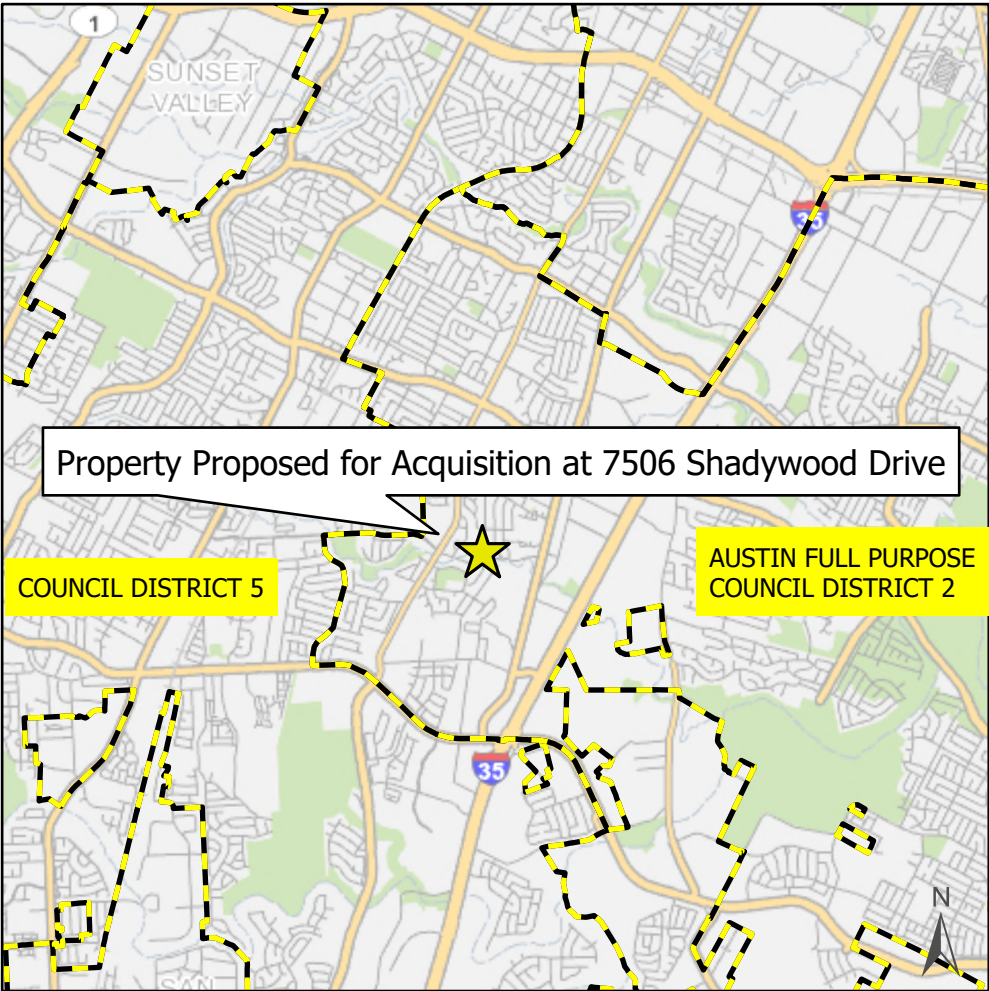 1
SUNSET
VALLEY
35
Property Proposed for Acquisition at 7506 Shadywood Drive
COUNCIL DISTRICT 5
AUSTIN FULL PURPOSE
COUNCIL DISTRICT 2
35
N
SAN